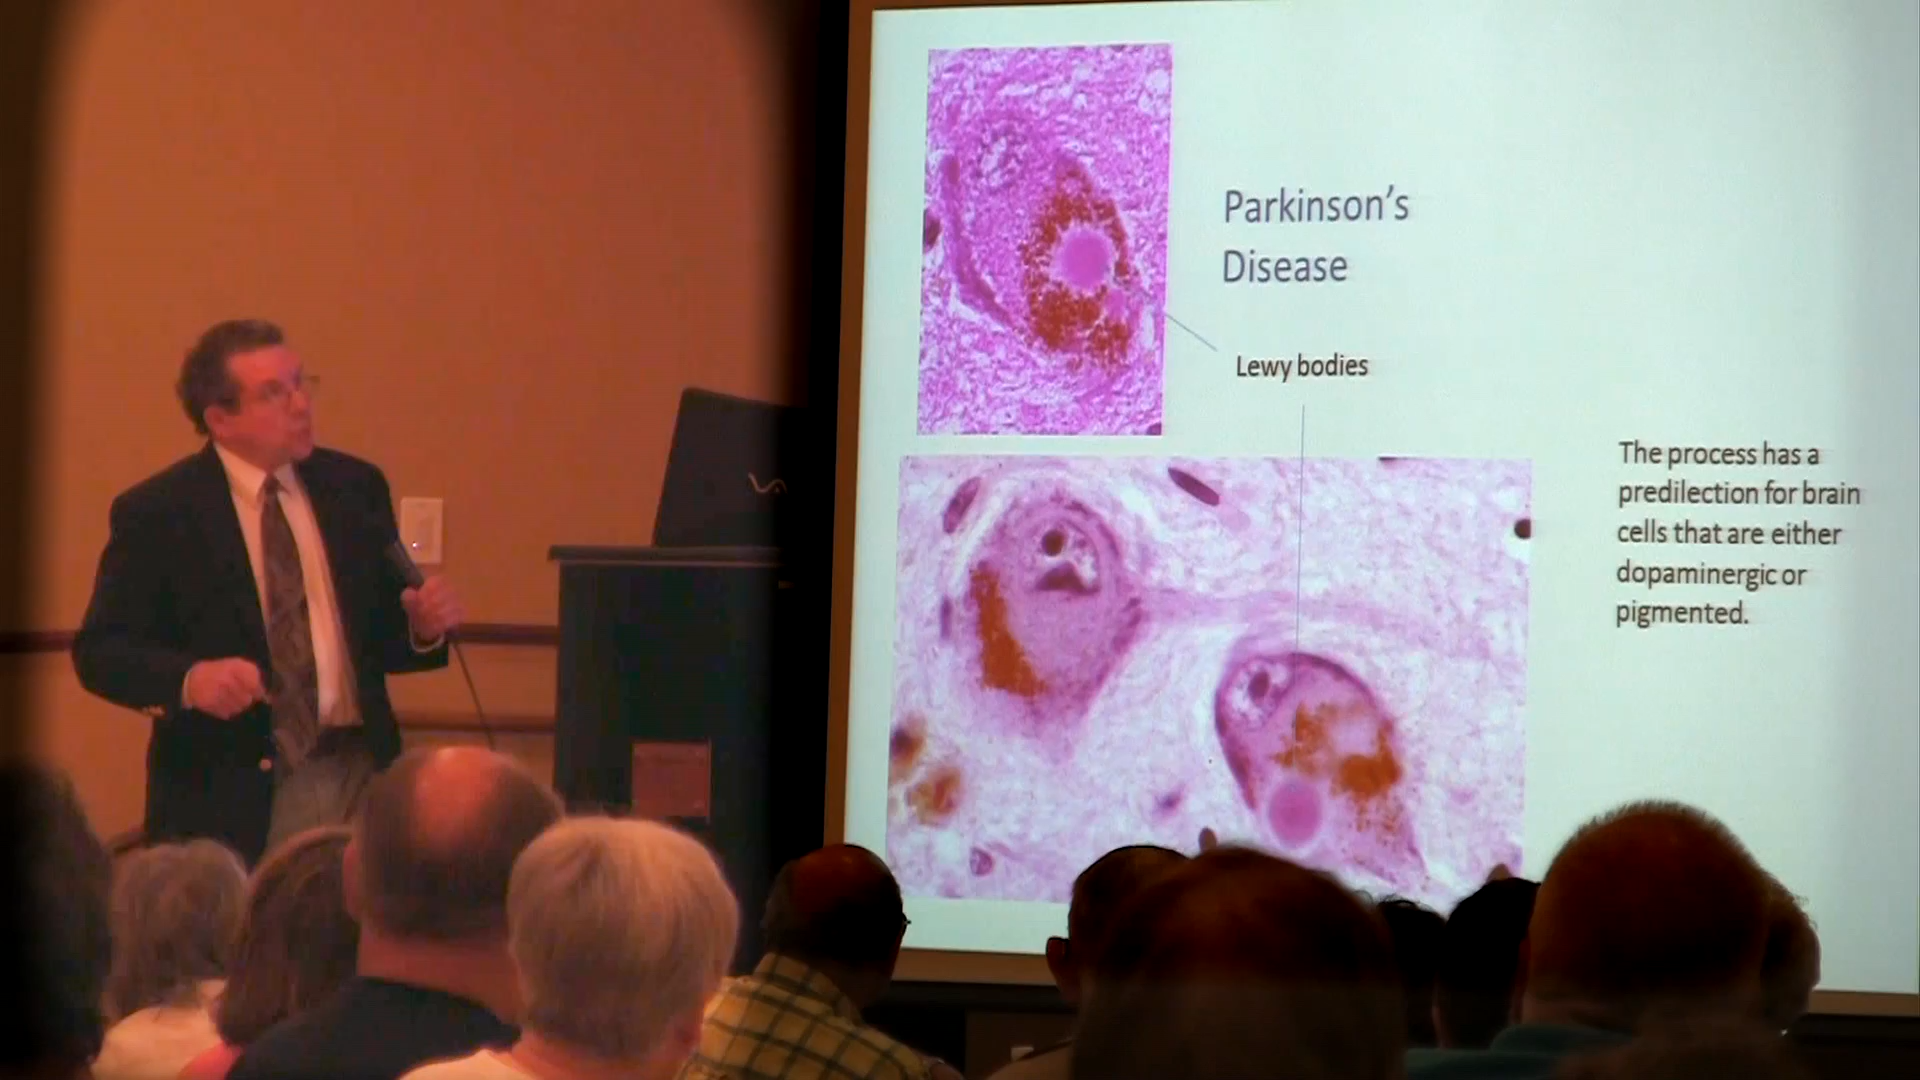 Parkinson's
Disease
Lewy bodies
The process has a
predilection for brain
cells that are either
dopaminergic or
pigmented.